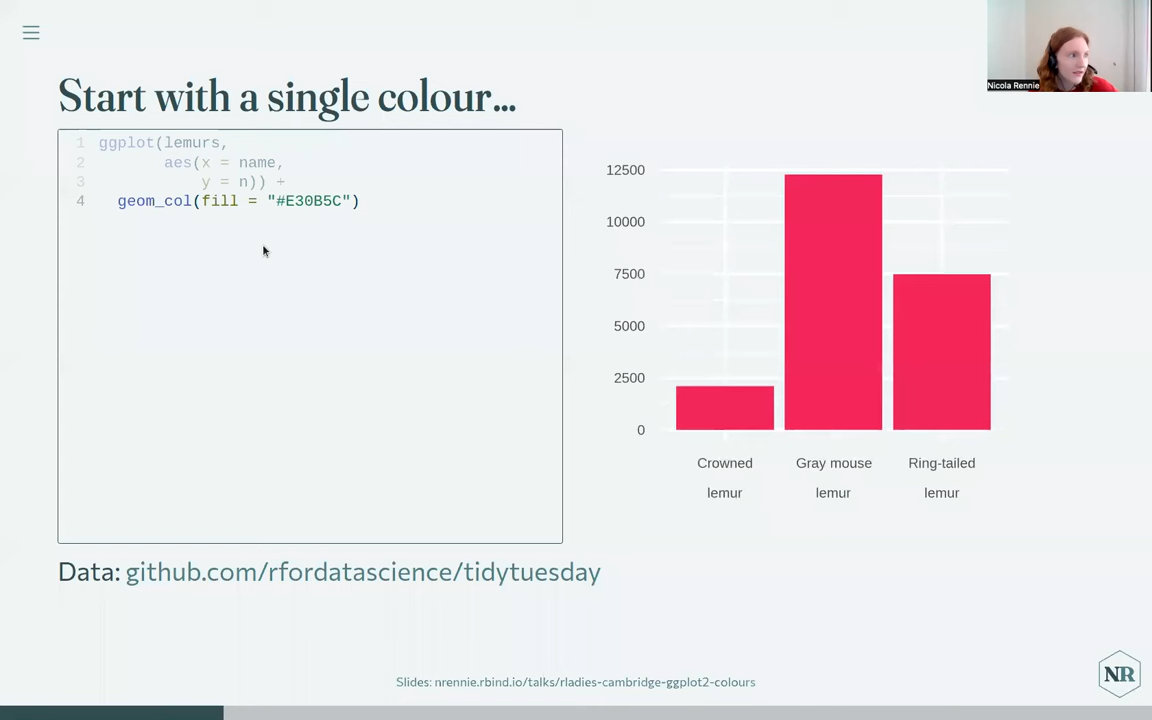 Nicola Rennie
Start with a single colour...
1 ggplot(lemurs,
2 aes(x = name,
3 y = n)) +
4 geom_col(fill = "#E30B5C")
12500
10000
7500
5000
2500
0
Crowned lemur
Gray mouse lemur
Ring-tailed lemur
Data: github.com/rfordatascience/tidytuesday
Slides: nrennie.rbind.io/talks/rladies-cambridge-ggplot2-colours
NR